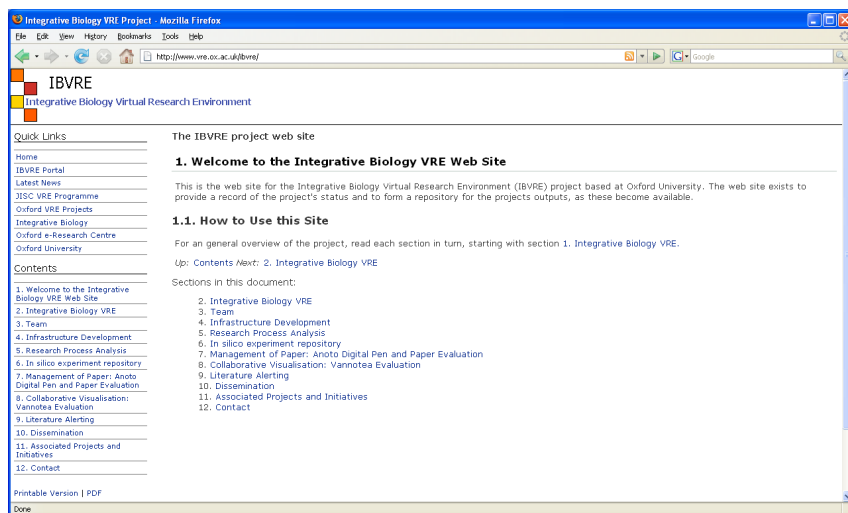 Integrative Biology VRE Project - Mozilla Firefox
File Edit View History Bookmarks Tools Help
http://www.vre.ox.ac.uk/ibvre/
G Google
IBVRE
Integrative Biology Virtual Research Environment
Quick Links
Home
IBVRE Portal
Latest News
JISC VRE Programme
Oxford VRE Projects
Integrative Biology
Oxford e-Research Centre
Oxford University
Contents
1. Welcome to the Integrative
Biology VRE Web Site
2. Integrative Biology VRE
3. Team
4. Infrastructure Development
5. Research Process Analysis
6. In silico experiment repository
7. Management of Paper: Anoto
Digital Pen and Paper Evaluation
8. Collaborative Visualisation:
Vannotea Evaluation
9. Literature Alerting
10. Dissemination
11. Associated Projects and
Initiatives
12. Contact
Printable Version | PDF
The IBVRE project web site
1. Welcome to the Integrative Biology VRE Web Site
This is the web site for the Integrative Biology Virtual Research Environment (IBVRE) project based at Oxford University. The web site exists to
provide a record of the project's status and to form a repository for the projects outputs, as these become available.
1.1. How to Use this Site
For an general overview of the project, read each section in turn, starting with section 1. Integrative Biology VRE.
Up: Contents Next: 2. Integrative Biology VRE
Sections in this document:
2. Integrative Biology VRE
3. Team
4. Infrastructure Development
5. Research Process Analysis
6. In silico experiment repository
7. Management of Paper: Anoto Digital Pen and Paper Evaluation
8. Collaborative Visualisation: Vannotea Evaluation
9. Literature Alerting
10. Dissemination
11. Associated Projects and Initiatives
12. Contact
Done